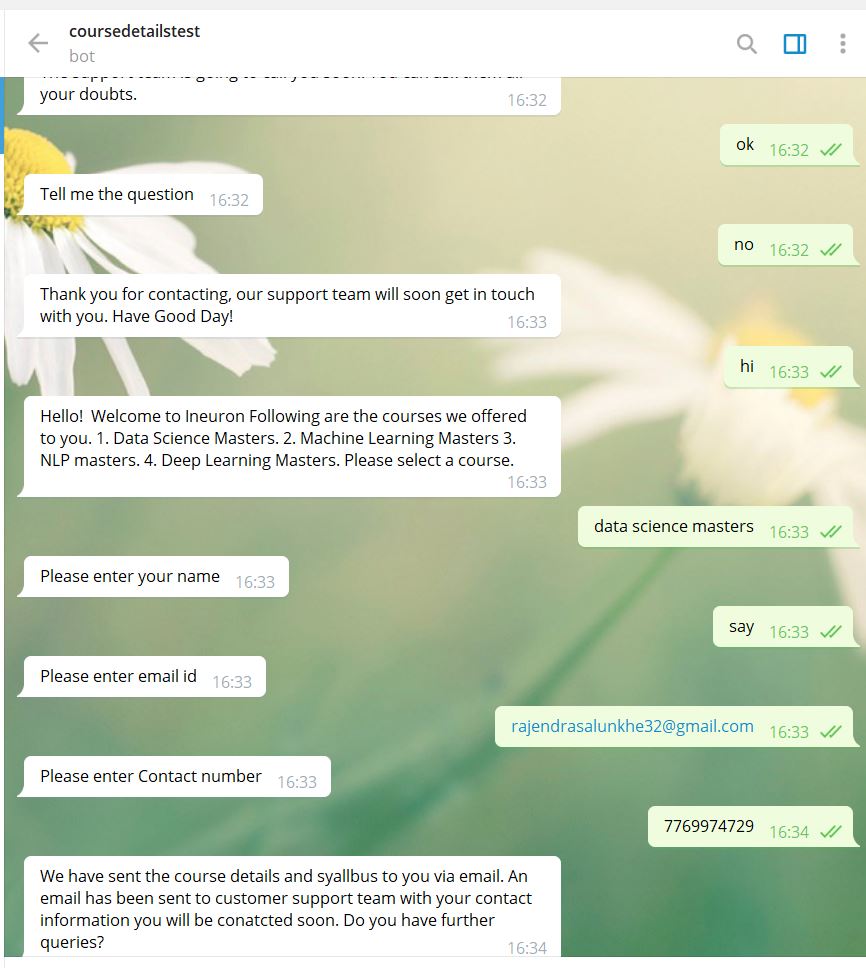 coursedetailstest
bot
your doubts.
16:32
ok 16:32
Tell me the question 16:32
no 16:32
Thank you for contacting, our support team will soon get in touch
with you. Have Good Day!
16:33
hi 16:33
Hello!  Welcome to Ineuron Following are the courses we offered
to you. 1. Data Science Masters. 2. Machine Learning Masters 3.
NLP masters. 4. Deep Learning Masters. Please select a course.
16:33
data science masters 16:33
Please enter your name 16:33
say 16:33
Please enter email id 16:33
rajendrasalunkhe32@gmail.com 16:33
Please enter Contact number 16:33
7769974729 16:34
We have sent the course details and syallbus to you via email. An
email has been sent to customer support team with your contact
information you will be conatcted soon. Do you have further
queries?
16:34